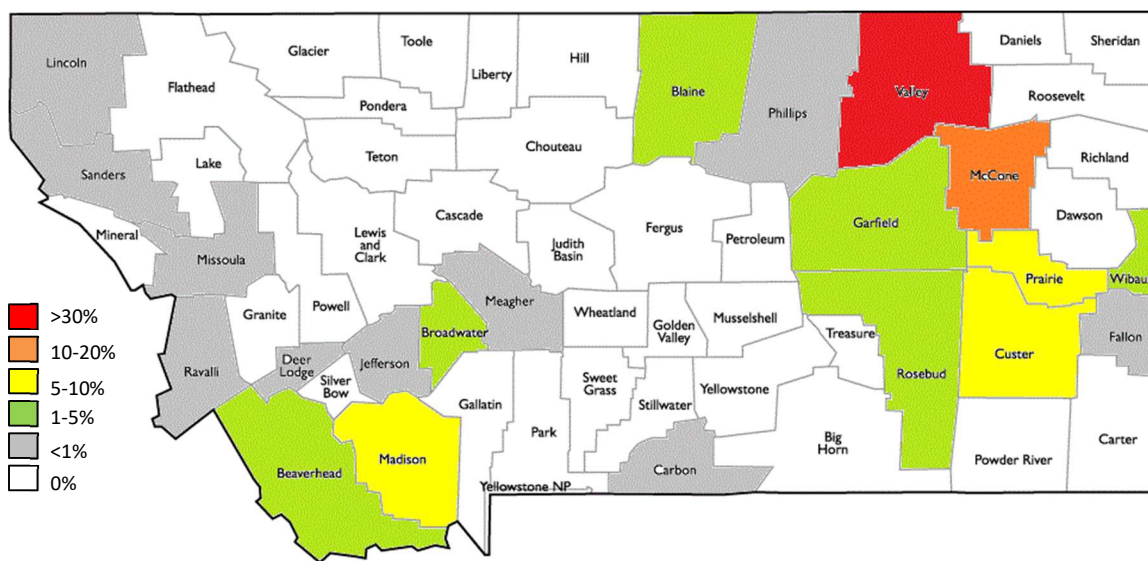 Lincoln
Flathead
Glacier
Toole
Liberty
Hill
Blaine
Phillips
Valley
Daniels
Sheridan
Roosevelt
Pondera
Teton
Chouteau
Richland
McCone
Sanders
Lake
Mineral
Missoula
Lewis
and
Clark
Cascade
Judith
Basin
Fergus
Petroleum
Garfield
Dawson
Prairie
Wibau
Powell
Granite
Meagher
Broadwater
Jefferson
Deer
Lodge
Silver
Bow
Ravalli
Wheatland
Golden
Valley
Musselshell
Treasure
Rosebud
Custer
Fallon
Sweet
Grass
Stillwater
Yellowstone
Gallatin
Park
Madison
Beaverhead
Yellowstone NP
Carbon
Big
Horn
Powder River
Carter
>30%
10-20%
5-10%
1-5%
<1%
0%